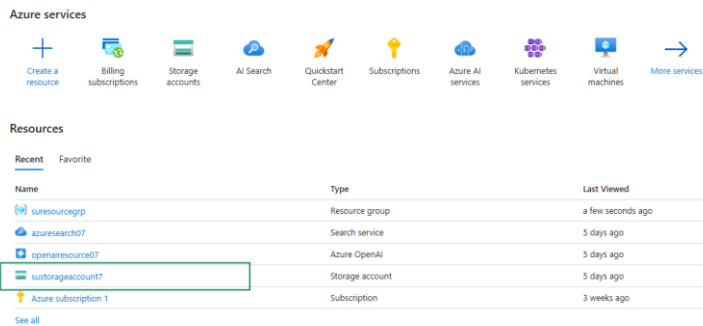 Azure services
Create a resource
Billing subscriptions
Storage accounts
AI Search
Quickstart Center
Subscriptions
Azure AI services
Kubernetes services
Virtual machines
More services
Resources
Recent Favorite
Name Type Last Viewed
suresourcegrp Resource group a few seconds ago
azuresearch07 Search service 5 days ago
openairesource07 Azure OpenAI 5 days ago
sustorageaccount7 Storage account 5 days ago
Azure subscription 1 Subscription 3 weeks ago
See all